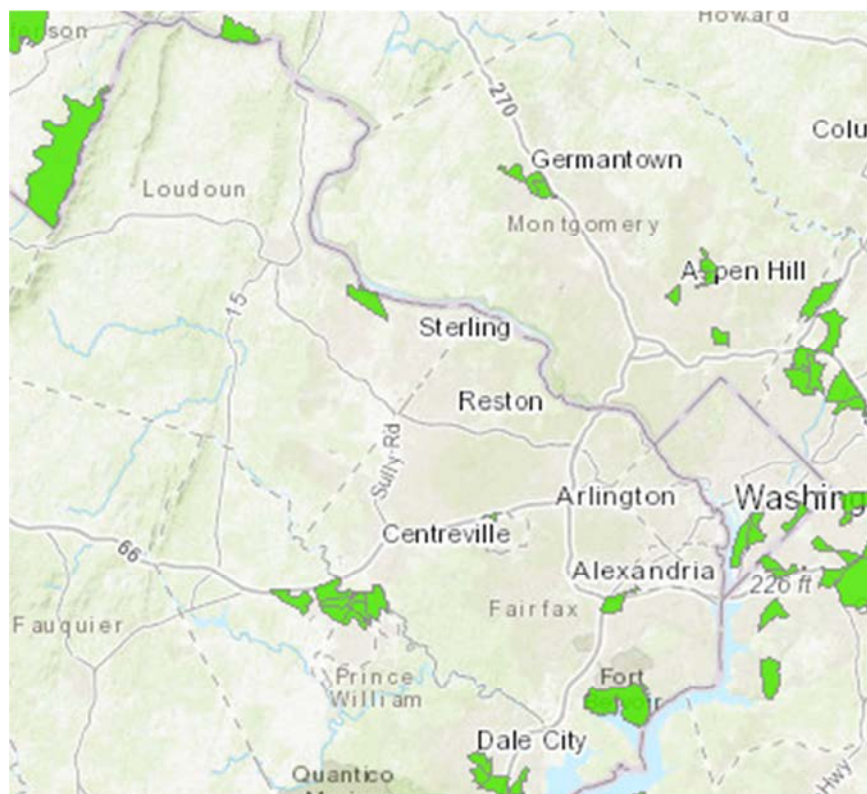 Howard
erson
270
Colu
Germantown
Loudoun
Montgomery
Aspen Hill
15
Sterling
Reston
Sully Rd
Arlington
Washing
Centreville
66
Alexandria
226 ft
Fairfax
Fauquier
Prince
William
Fort
Dale City
Quantico
Hwy